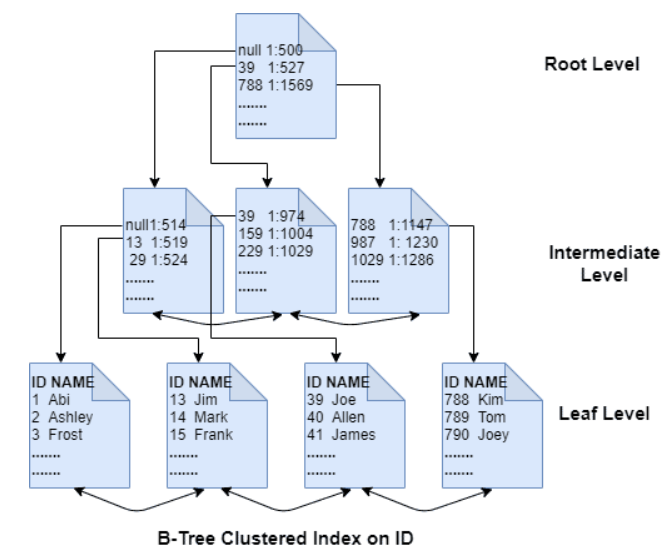 null 1:500
39 1:527
788 1:1569
.......
.......
Root Level
null1:514
13 1:519
29 1:524
.......
.......
39 1:974
159 1:1004
229 1:1029
.......
.......
788 1:1147
987 1: 1230
1029 1:1286
.......
.......
Intermediate
Level
ID NAME
1 Abi
2 Ashley
3 Frost
.......
.......
ID NAME
13 Jim
14 Mark
15 Frank
.......
.......
ID NAME
39 Joe
40 Allen
41 James
.......
.......
ID NAME
788 Kim
789 Tom
790 Joey
.......
.......
Leaf Level
B-Tree Clustered Index on ID